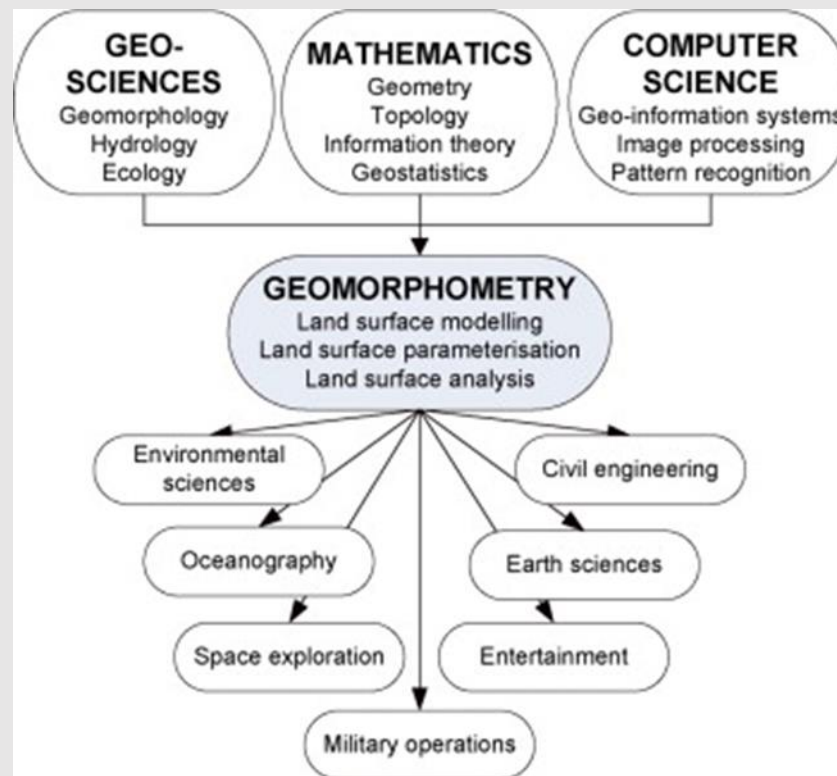 GEO-
SCIENCES
Geomorphology
Hydrology
Ecology
MATHEMATICS
Geometry
Topology
Information theory
Geostatistics
COMPUTER
SCIENCE
Geo-information systems
Image processing
Pattern recognition
GEOMORPHOMETRY
Land surface modelling
Land surface parameterisation
Land surface analysis
Environmental
sciences
Civil engineering
Oceanography
Earth sciences
Space exploration
Entertainment
Military operations